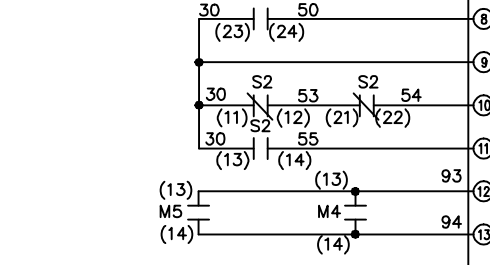 30 50 8
(23) (24)
9
S2 S2
30 53 54 10
(11) (12) (21) (22)
S2
30 55 11
(13) (14)
(13) (13) 93 12
M5 M4
(14) (14) 94 13